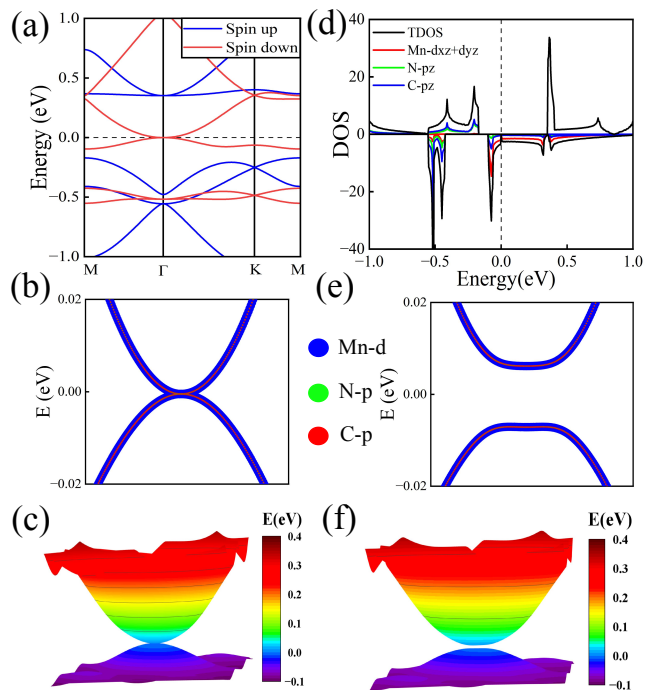 (a)
1.0
0.5
0.0
−0.5
−1.0
Energy (eV)
Spin up
Spin down
M
Γ
K
M
(d)
40
20
0
−20
−40
DOS
TDOS
Mn-dxz+dyz
N-pz
C-pz
−1.0
−0.5
0.0
0.5
1.0
Energy(eV)
(b)
0.02
0.00
−0.02
E (eV)
Mn-d
N-p
C-p
(e)
0.02
0.00
−0.02
E (eV)
(c)
E(eV)
0.4
0.3
0.2
0.1
0.0
−0.1
(f)
E(eV)
0.4
0.3
0.2
0.1
0.0
−0.1